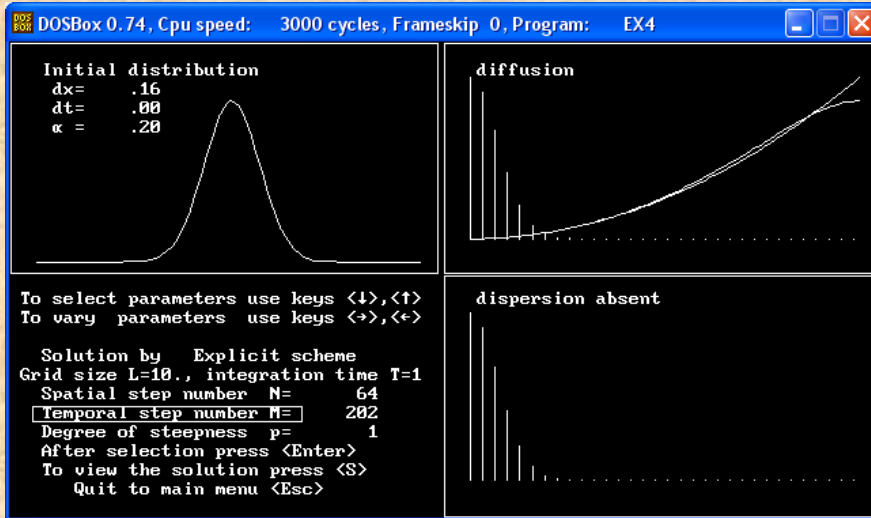 DOSBox 0.74, Cpu speed: 3000 cycles, Frameskip 0, Program: EX4
Initial distribution
dx= .16
dt= .00
α = .20
diffusion
To select parameters use keys <↓>,<↑>
To vary parameters use keys <→>,<←>
Solution by Explicit scheme
Grid size L=10., integration time T=1
Spatial step number N= 64
Temporal step number M= 202
Degree of steepness p= 1
After selection press <Enter>
To view the solution press <S>
Quit to main menu <Esc>
dispersion absent